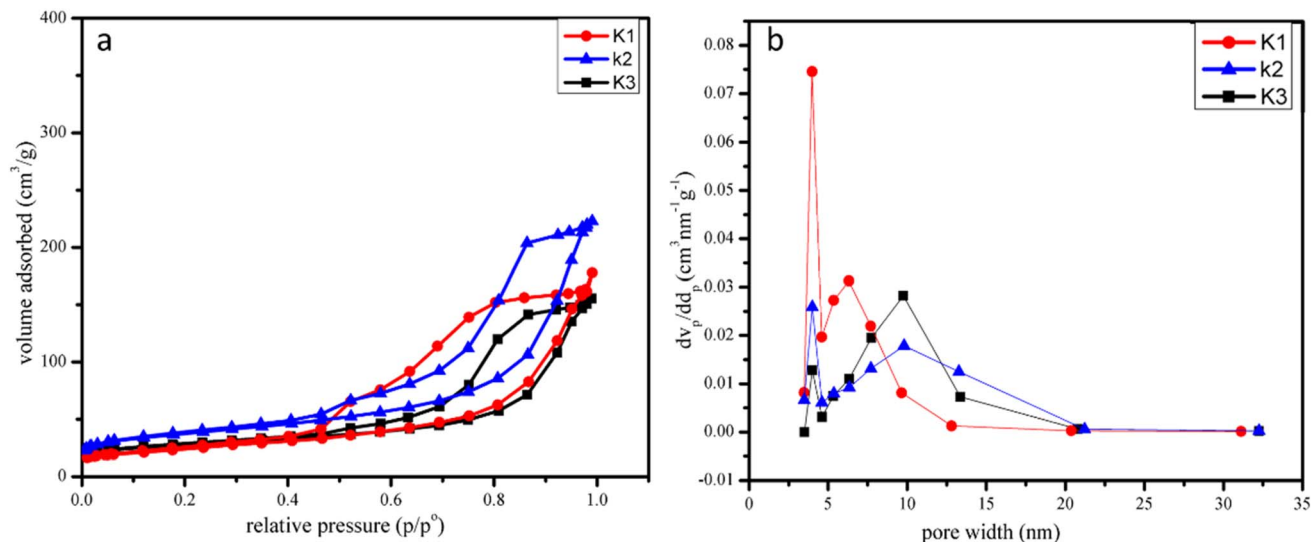 a
K1
k2
K3
400
300
200
100
0
0.0 0.2 0.4 0.6 0.8 1.0
volume adsorbed (cm³/g)
relative pressure (p/p°)
b
K1
k2
K3
0.08
0.07
0.06
0.05
0.04
0.03
0.02
0.01
0.00
-0.01
0 5 10 15 20 25 30 35
dvₚ/ddₚ (cm³nm⁻¹g⁻¹)
pore width (nm)